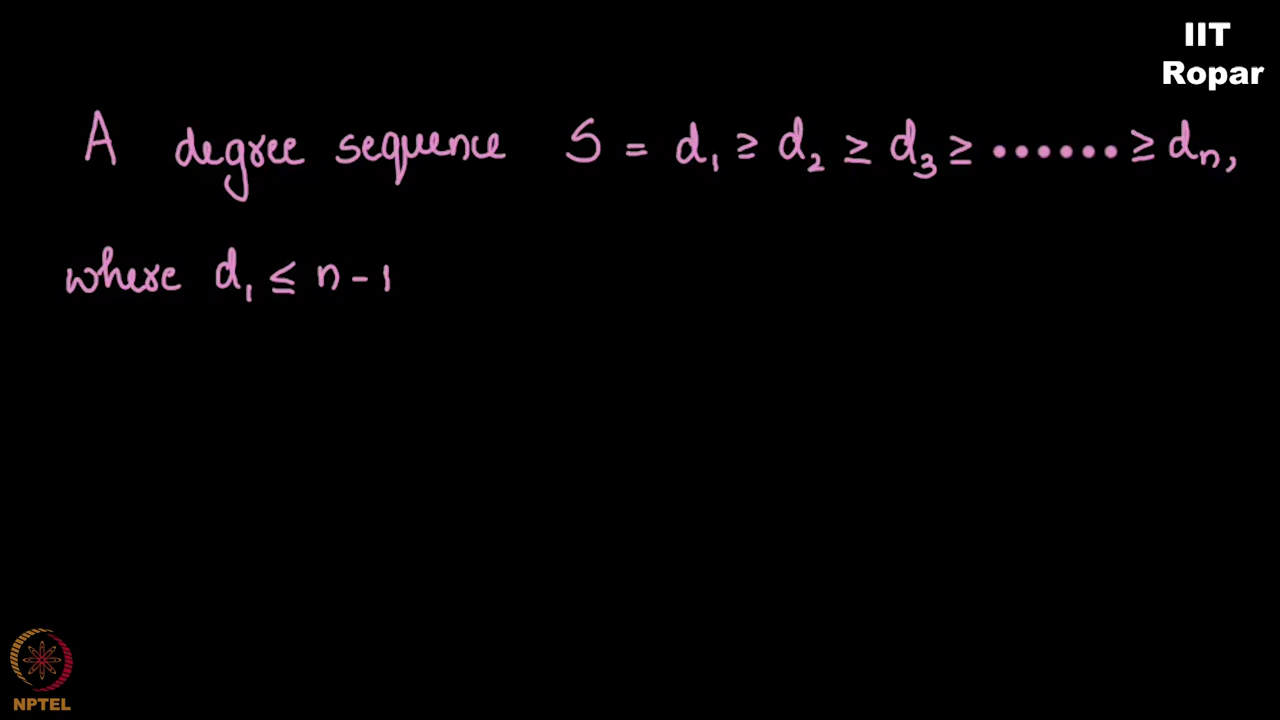 IIT
Ropar
A degree sequence S = d₁ ≥ d₂ ≥ d₃ ≥ ...... ≥ dₙ,
where d₁ ≤ n - 1
NPTEL